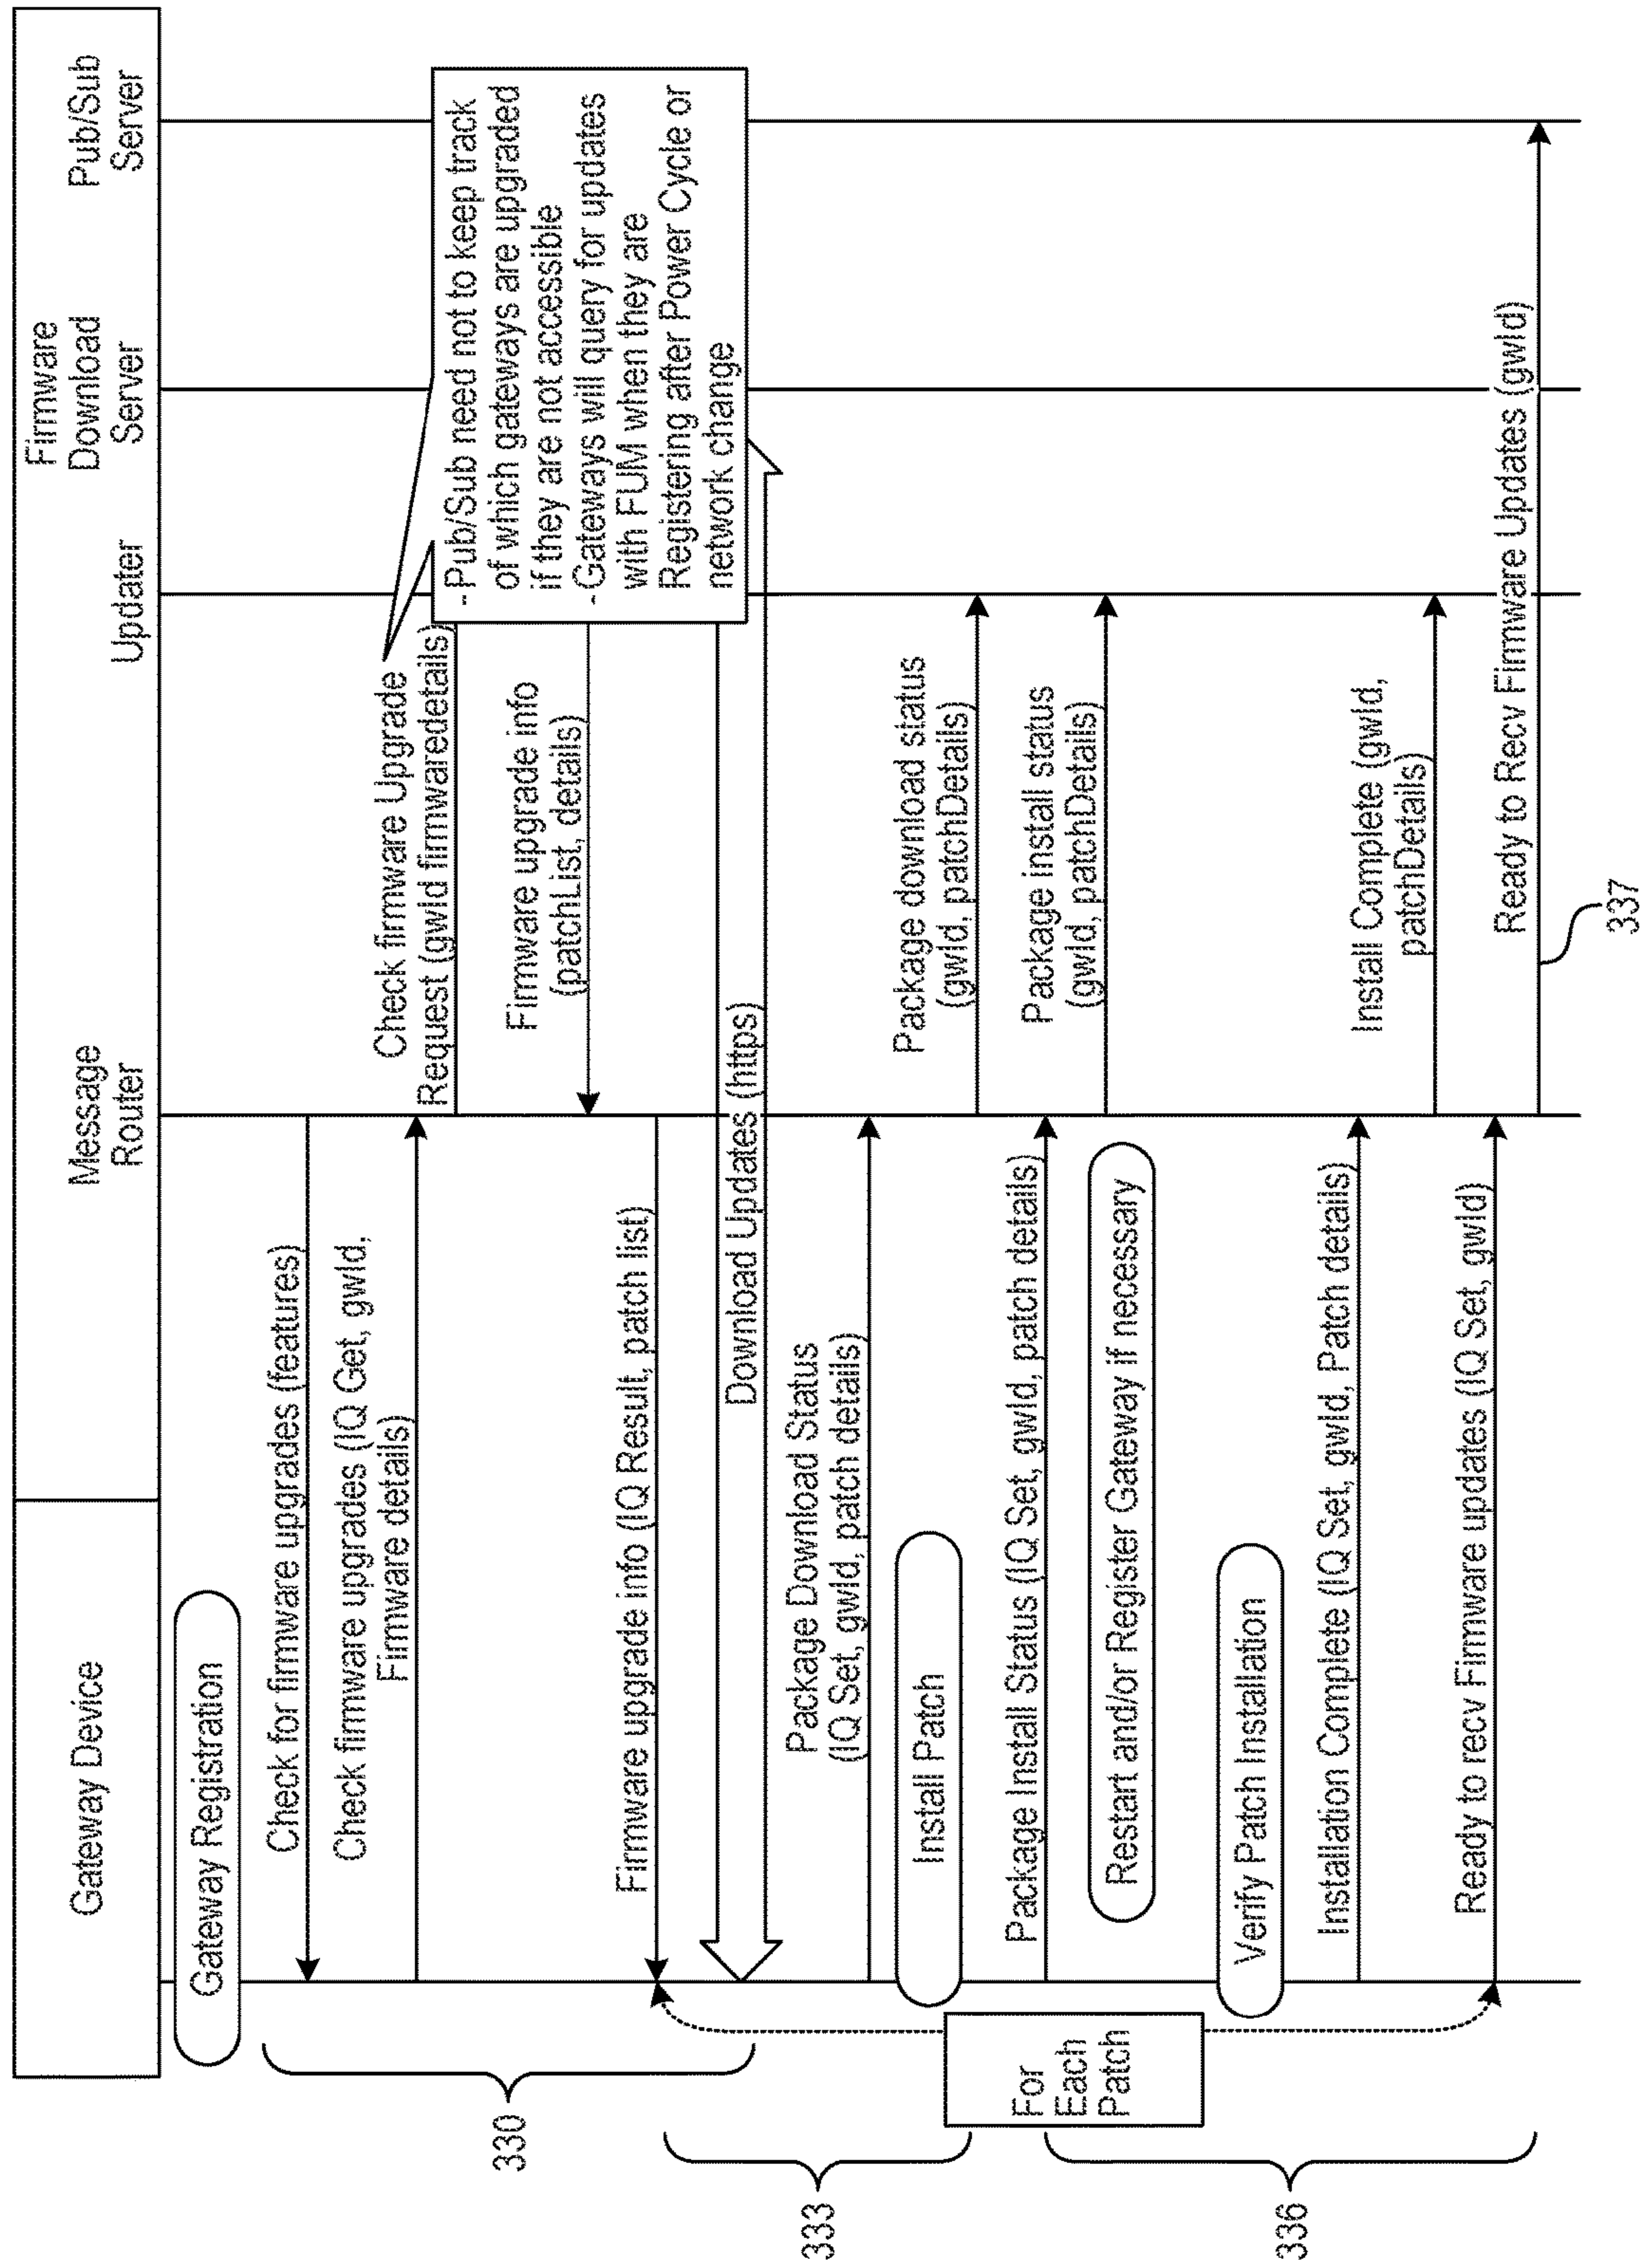 Gateway Device
Message
Router
Updater
Firmware
Download
Server
Pub/Sub
Server
Gateway Registration
Check for firmware upgrades (features)
Check firmware upgrades (IQ Get, gwId,
Firmware details)
Check firmware Upgrade
Request (gwId firmwaredetails)
- Pub/Sub need not to keep track
of which gateways are upgraded
if they are not accessible
- Gateways will query for updates
with FUM when they are
Registering after Power Cycle or
network change
Firmware upgrade info
(patchList, details)
Firmware upgrade info (IQ Result, patch list)
Download Updates (https)
330
Package Download Status
(IQ Set, gwId, patch details)
Install Patch
Package download status
(gwId, patchDetails)
333
Package Install Status (IQ Set, gwId, patch details)
Package install status
(gwId, patchDetails)
For
Each
Patch
Restart and/or Register Gateway if necessary
Verify Patch Installation
Installation Complete (IQ Set, gwId, Patch details)
Install Complete (gwId,
patchDetails)
Ready to recv Firmware updates (IQ Set, gwId)
Ready to Recv Firmware Updates (gwId)
336
337